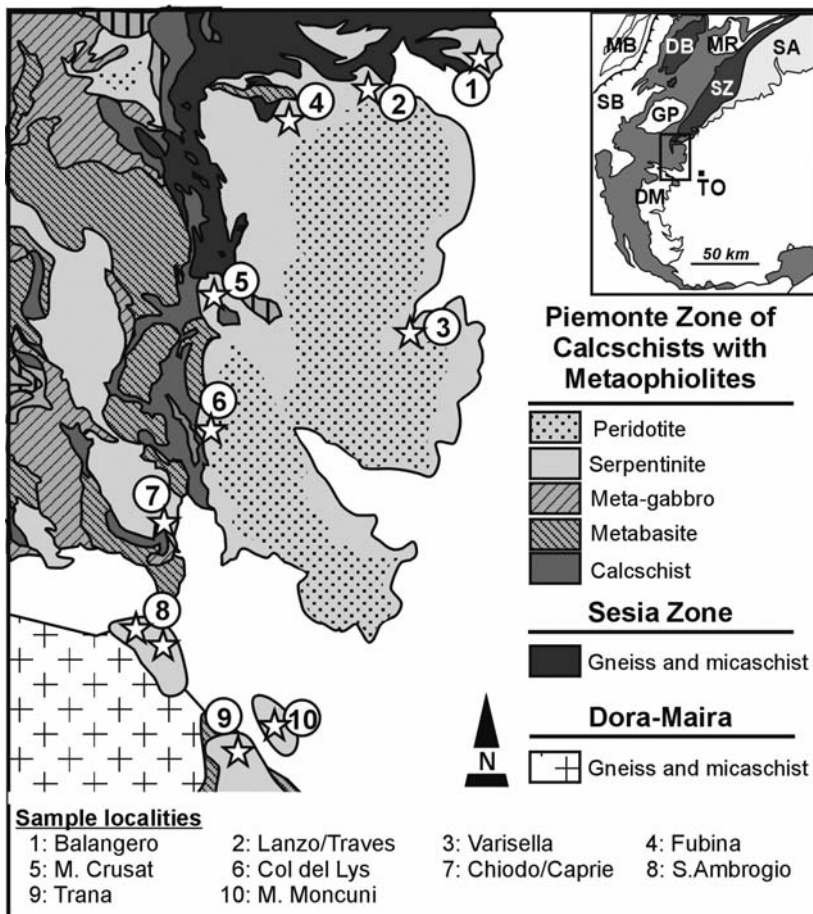 1
2
4
5
3
6
7
8
9
10
N
MB
DB
MR
SA
SZ
SB
GP
TO
DM
50 km
Piemonte Zone of
Calcschists with
Metaophiolites
Peridotite
Serpentinite
Meta-gabbro
Metabasite
Calcschist
Sesia Zone
Gneiss and micaschist
Dora-Maira
Gneiss and micaschist
Sample localities
1: Balangero 2: Lanzo/Traves 3: Varisella 4: Fubina
5: M. Crusat 6: Col del Lys 7: Chiodo/Caprie 8: S.Ambrogio
9: Trana 10: M. Moncuni